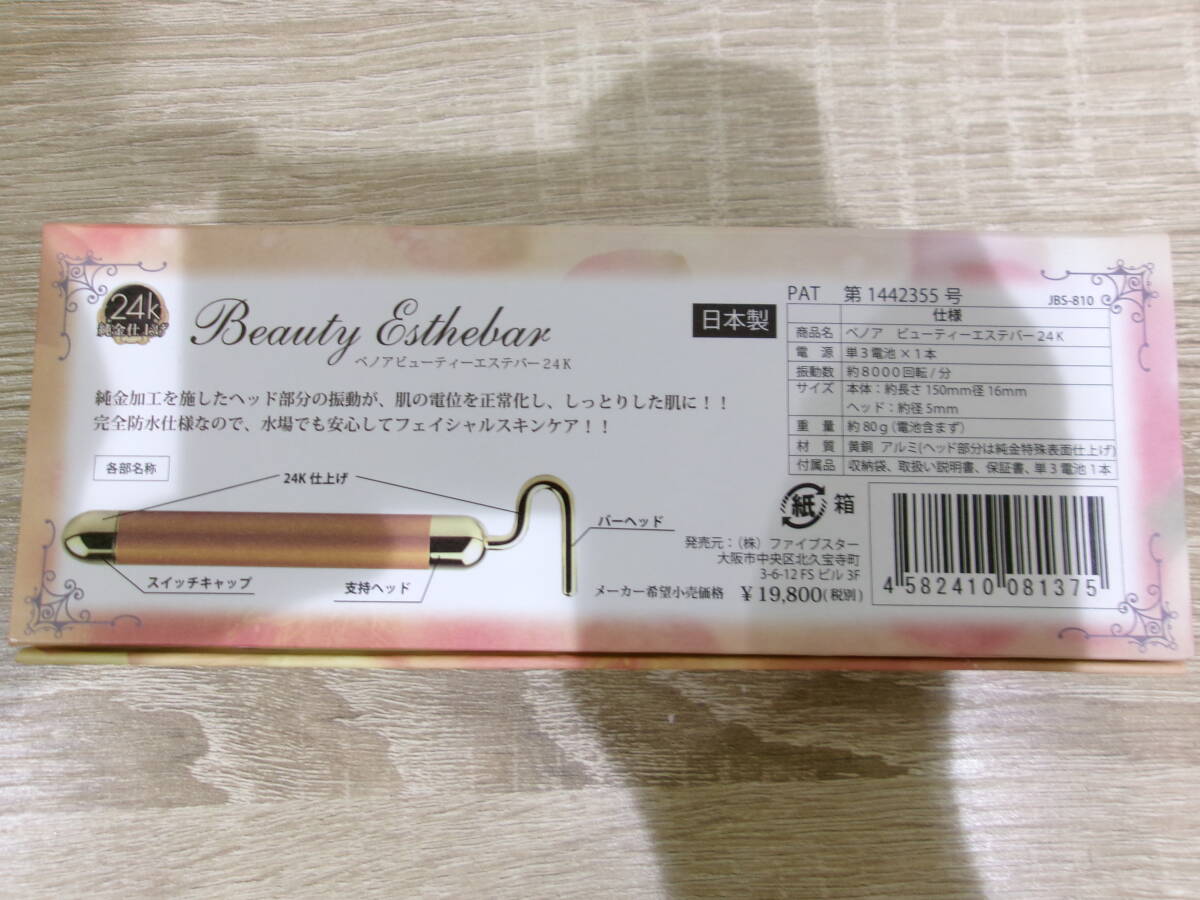 24k
純金仕上げ
Beauty Esthebar
ベノアビューティーエステバー24K
日本製
純金加工を施したヘッド部分の振動が、肌の電位を正常化し、しっとりした肌に！！
完全防水仕様なので、水場でも安心してフェイシャルスキンケア！！
各部名称
24K 仕上げ
バーヘッド
スイッチキャップ
支持ヘッド
PAT 第1442355号
JBS-810
仕様
商品名 ベノア ビューティーエステバー24K
電源 単3電池×1本
振動数 約8000回転/分
サイズ 本体：約長さ150mm径16mm
ヘッド：約径5mm
重量 約80g（電池含まず）
材質 黄銅 アルミ(ヘッド部分は純金特殊表面仕上げ)
付属品 収納袋、取扱い説明書、保証書、単3電池1本
紙 箱
発売元：（株）ファイブスター
大阪市中央区北久宝寺町
3-6-12 FS ビル 3F
メーカー希望小売価格 ￥19,800(税別)
4 582410 081375